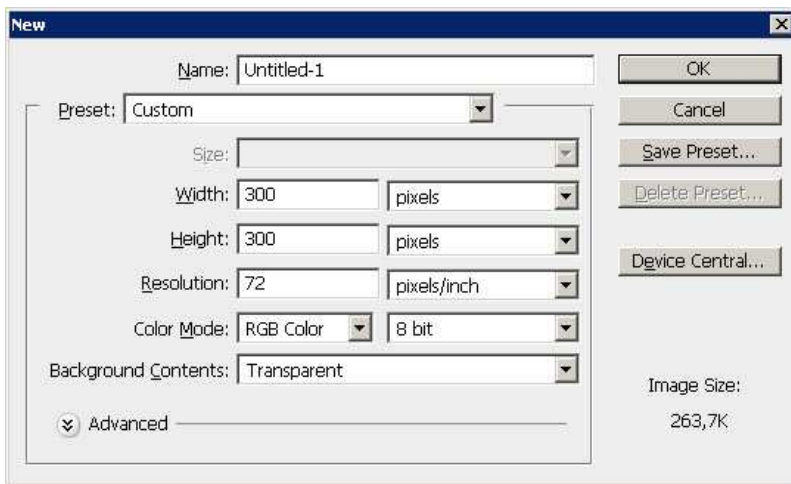 New
Name: Untitled-1
OK
Preset: Custom
Cancel
Size:
Save Preset...
Width: 300 pixels
Delete Preset...
Height: 300 pixels
Device Central...
Resolution: 72 pixels/inch
Color Mode: RGB Color 8 bit
Background Contents: Transparent
Image Size:
263,7K
Advanced